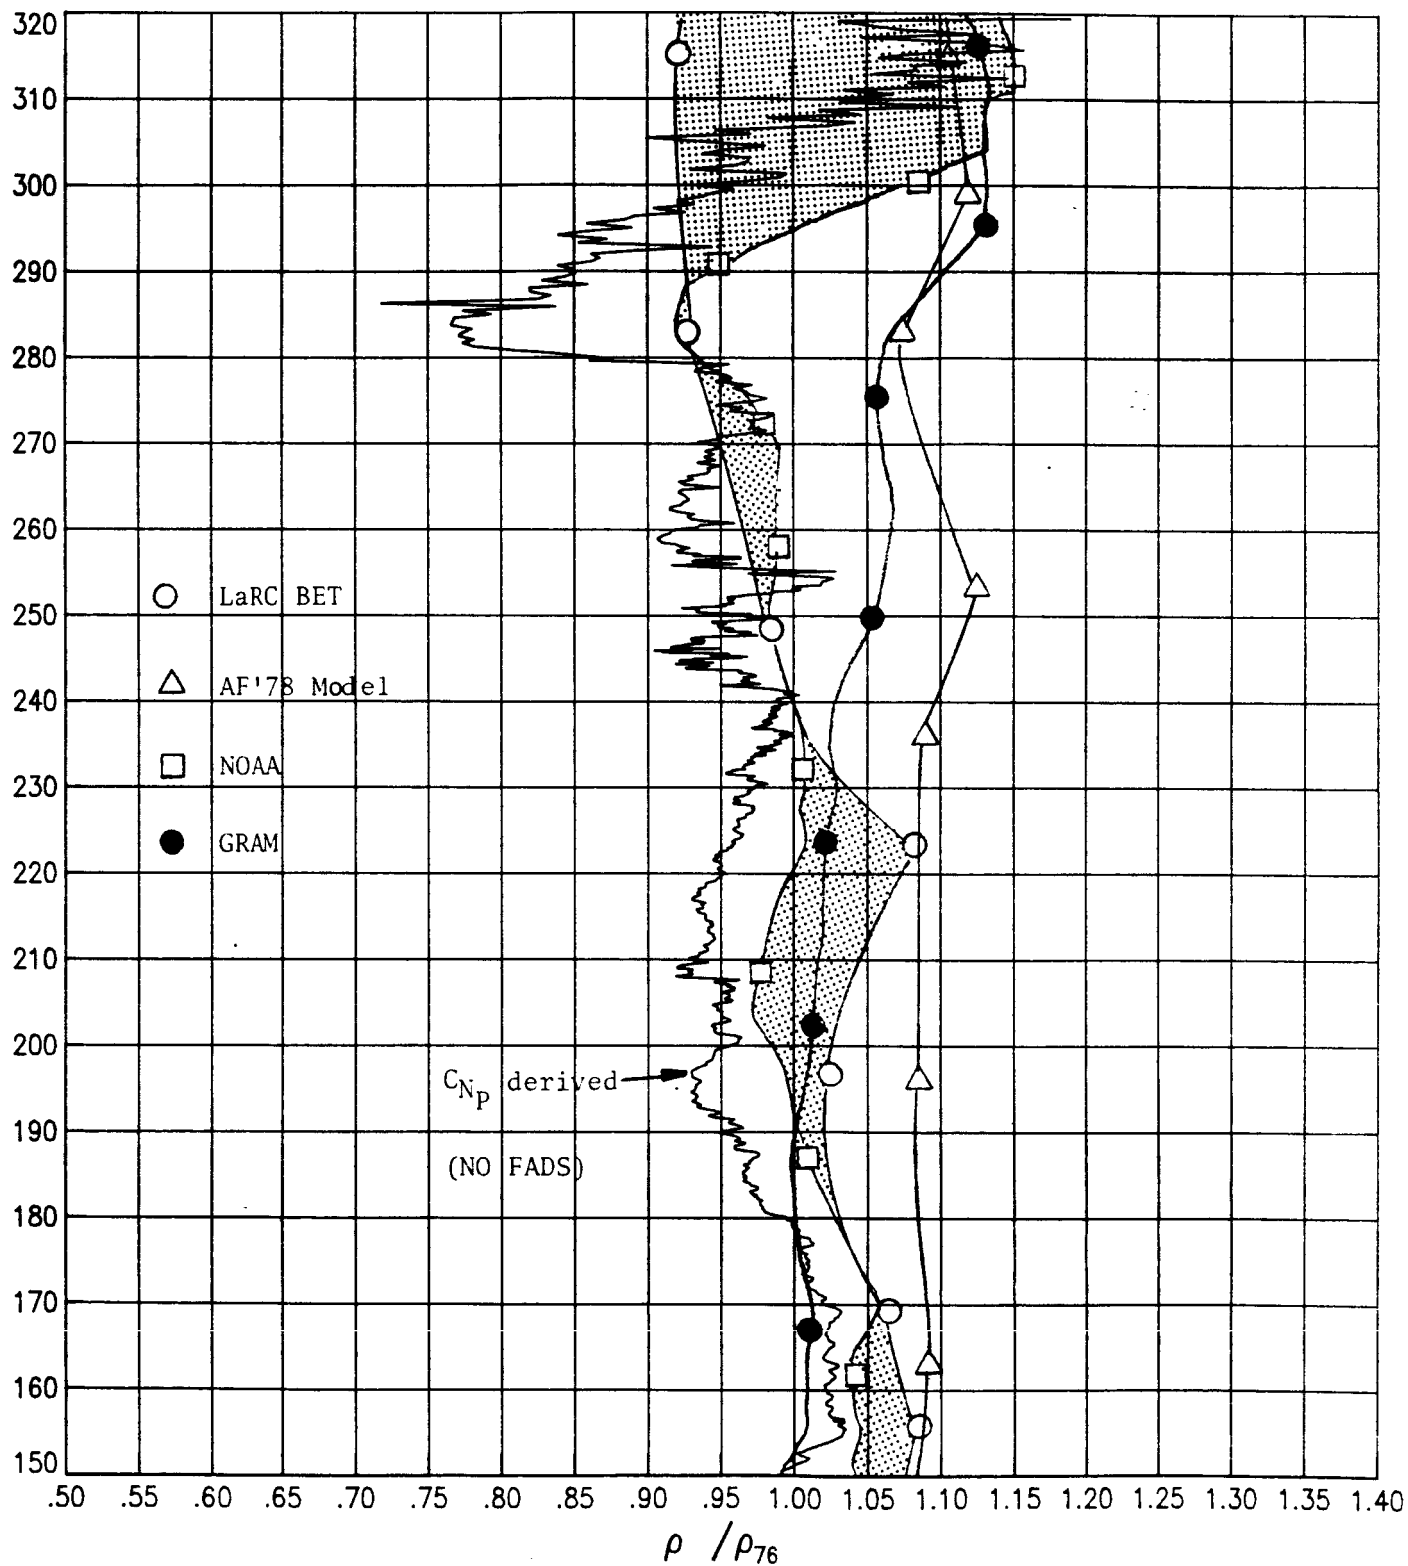 320
310
300
290
280
270
260
250
240
230
220
210
200
190
180
170
160
150
LaRC BET
AF'78 Model
NOAA
GRAM
C_{N_P} derived
(NO FADS)
.50 .55 .60 .65 .70 .75 .80 .85 .90 .95 1.00 1.05 1.10 1.15 1.20 1.25 1.30 1.35 1.40
ρ /ρ₇₆